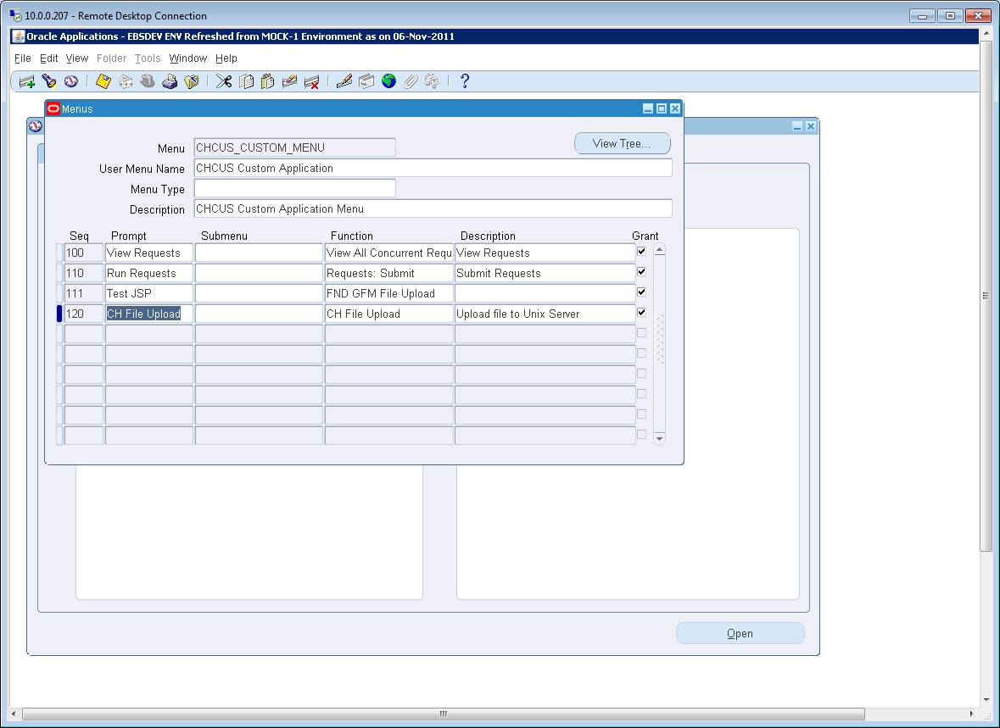 10.0.0.207 - Remote Desktop Connection
Oracle Applications - EBSDEV ENV Refreshed from MOCK-1 Environment as on 06-Nov-2011
File Edit View Folder Tools Window Help
?
Menus
Menu CHCUS_CUSTOM_MENU View Tree...
User Menu Name CHCUS Custom Application
Menu Type
Description CHCUS Custom Application Menu
Seq Prompt Submenu Function Description Grant
100 View Requests View All Concurrent Requ View Requests
110 Run Requests Requests: Submit Submit Requests
111 Test JSP FND GFM File Upload
120 CH File Upload CH File Upload Upload file to Unix Server
Open